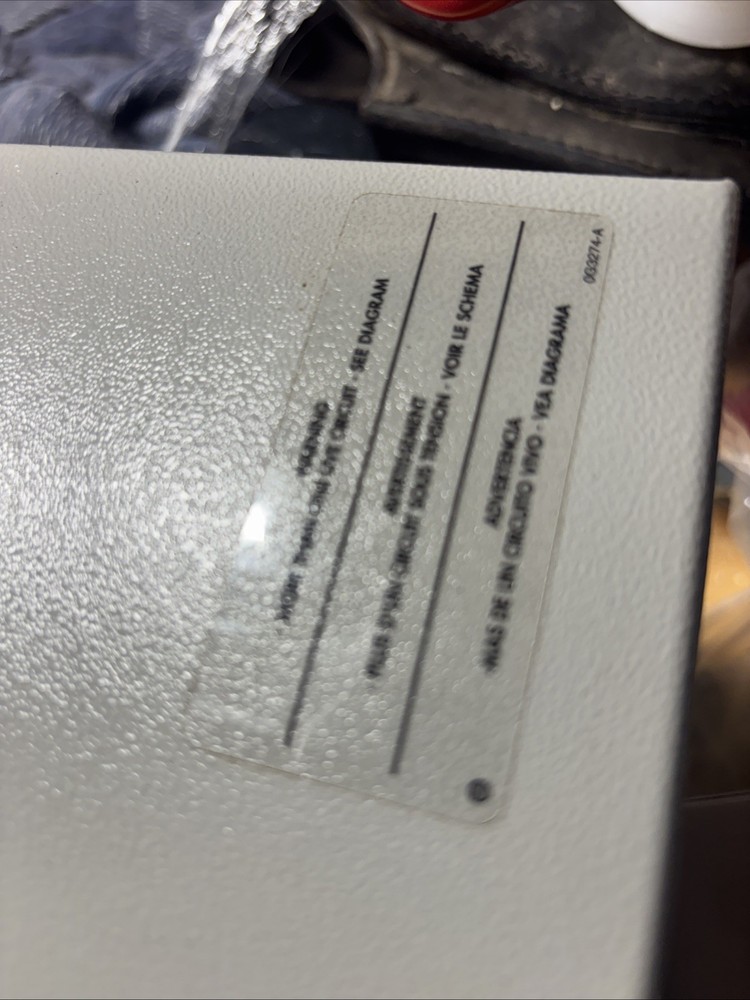 WARNING
MORE THAN ONE LIVE CIRCUIT - SEE DIAGRAM
AVERTISSEMENT
PLUS D'UN CIRCUIT SOUS TENSION - VOIR LE SCHEMA
ADVERTENCIA
MAS DE UN CIRCUITO VIVO - VEA DIAGRAMA
0G3274-A